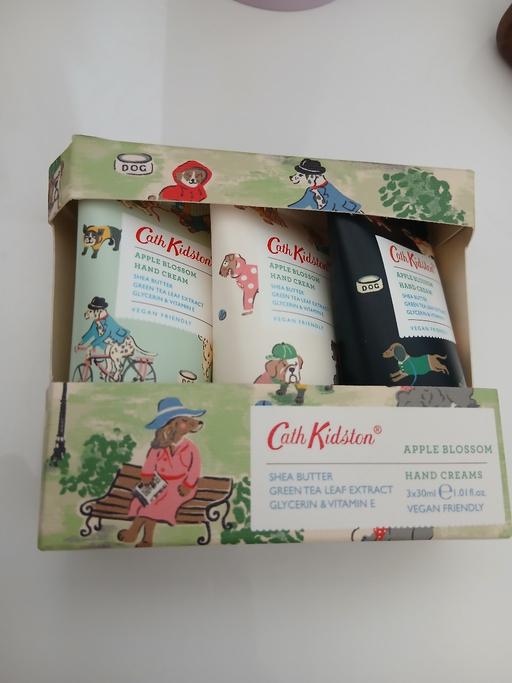 DOG
Cath Kidston
APPLE BLOSSOM
HAND CREAM
SHEA BUTTER
GREEN TEA LEAF EXTRACT
GLYCERIN & VITAMIN E
VEGAN FRIENDLY
Cath Kidston
APPLE BLOSSOM
HAND CREAM
SHEA BUTTER
GREEN TEA LEAF EXTRACT
GLYCERIN & VITAMIN E
VEGAN FRIENDLY
DOG
Cath Kidston
APPLE BLOSSOM
HAND CREAM
SHEA BUTTER
GREEN TEA LEAF EXTRACT
GLYCERIN & VITAMIN E
VEGAN FRIENDLY
Cath Kidston®
SHEA BUTTER
GREEN TEA LEAF EXTRACT
GLYCERIN & VITAMIN E
APPLE BLOSSOM
HAND CREAMS
3x30ml ℮ 1.01 fl.oz.
VEGAN FRIENDLY